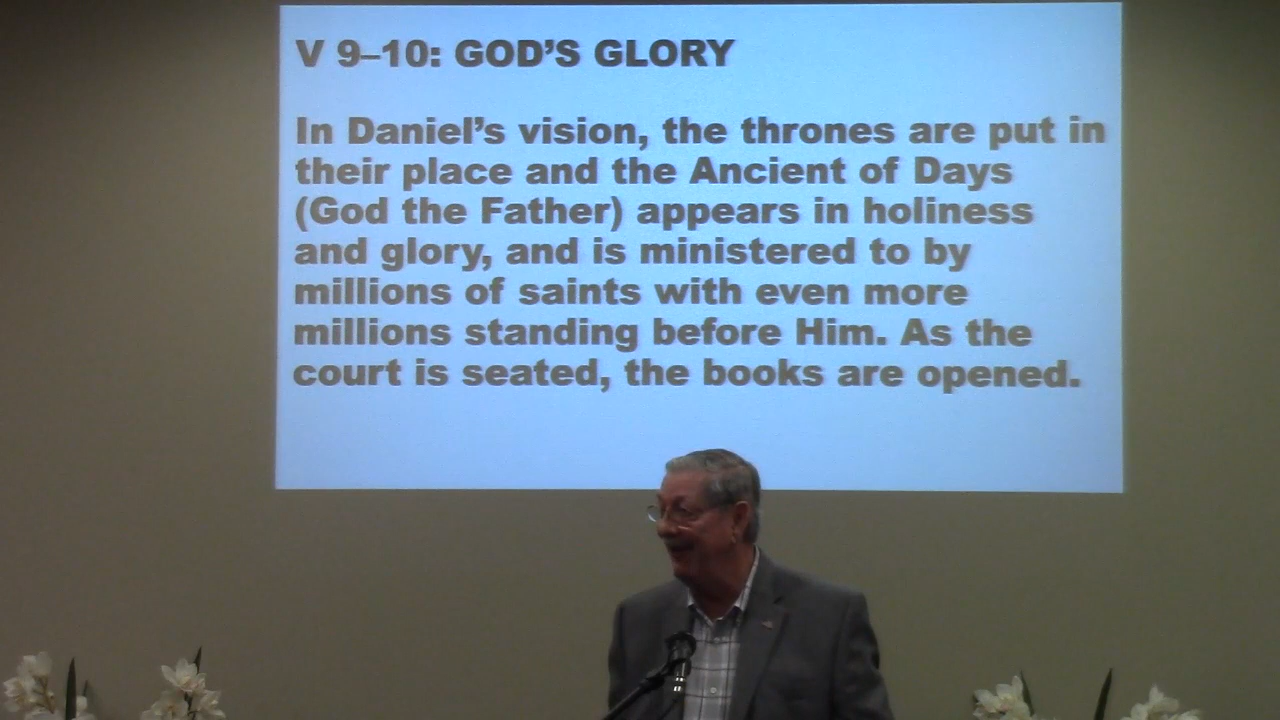 V 9–10: GOD’S GLORY
In Daniel’s vision, the thrones are put in
their place and the Ancient of Days
(God the Father) appears in holiness
and glory, and is ministered to by
millions of saints with even more
millions standing before Him. As the
court is seated, the books are opened.